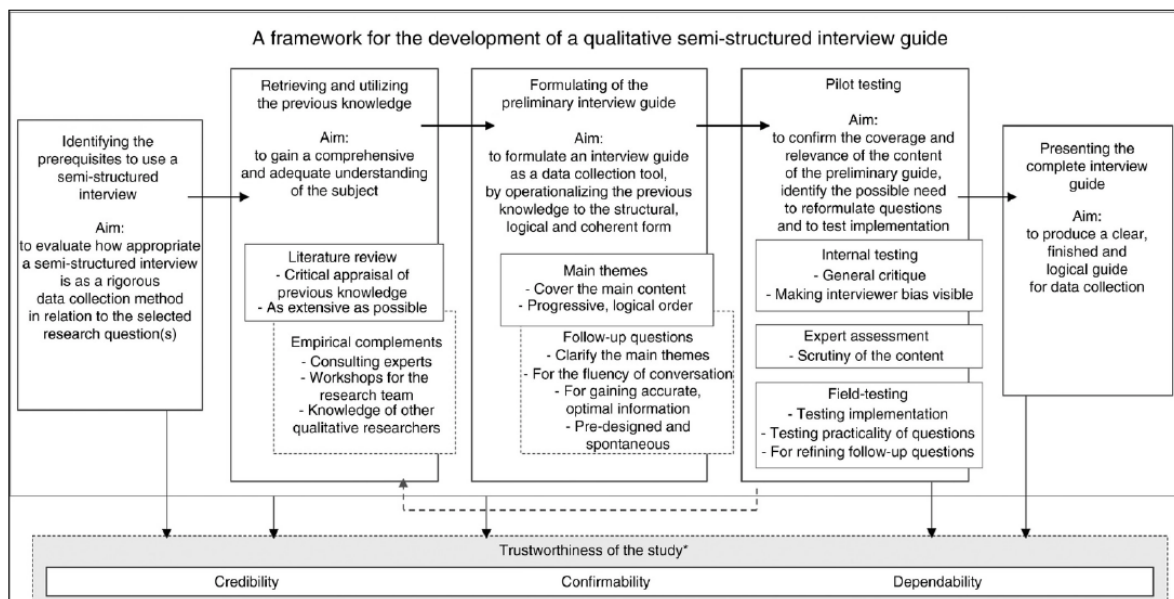 A framework for the development of a qualitative semi-structured interview guide
Identifying the
prerequisites to use a
semi-structured
interview
Aim:
to evaluate how appropriate
a semi-structured interview
is as a rigorous
data collection method
in relation to the selected
research question(s)
Retrieving and utilizing
the previous knowledge
Aim:
to gain a comprehensive
and adequate understanding
of the subject
Literature review
- Critical appraisal of
previous knowledge
- As extensive as possible
Empirical complements
- Consulting experts
- Workshops for the
research team
- Knowledge of other
qualitative researchers
Formulating of the
preliminary interview guide
Aim:
to formulate an interview guide
as a data collection tool,
by operationalizing the previous
knowledge to the structural,
logical and coherent form
Main themes
- Cover the main content
- Progressive, logical order
Follow-up questions
- Clarify the main themes
- For the fluency of conversation
- For gaining accurate,
optimal information
- Pre-designed and
spontaneous
Pilot testing
Aim:
to confirm the coverage and
relevance of the content
of the preliminary guide,
identify the possible need
to reformulate questions
and to test implementation
Internal testing
- General critique
- Making interviewer bias visible
Expert assessment
- Scrutiny of the content
Field-testing
- Testing implementation
- Testing practicality of questions
- For refining follow-up questions
Presenting the
complete interview
guide
Aim:
to produce a clear,
finished and
logical guide
for data collection
Trustworthiness of the study*
Credibility
Confirmability
Dependability